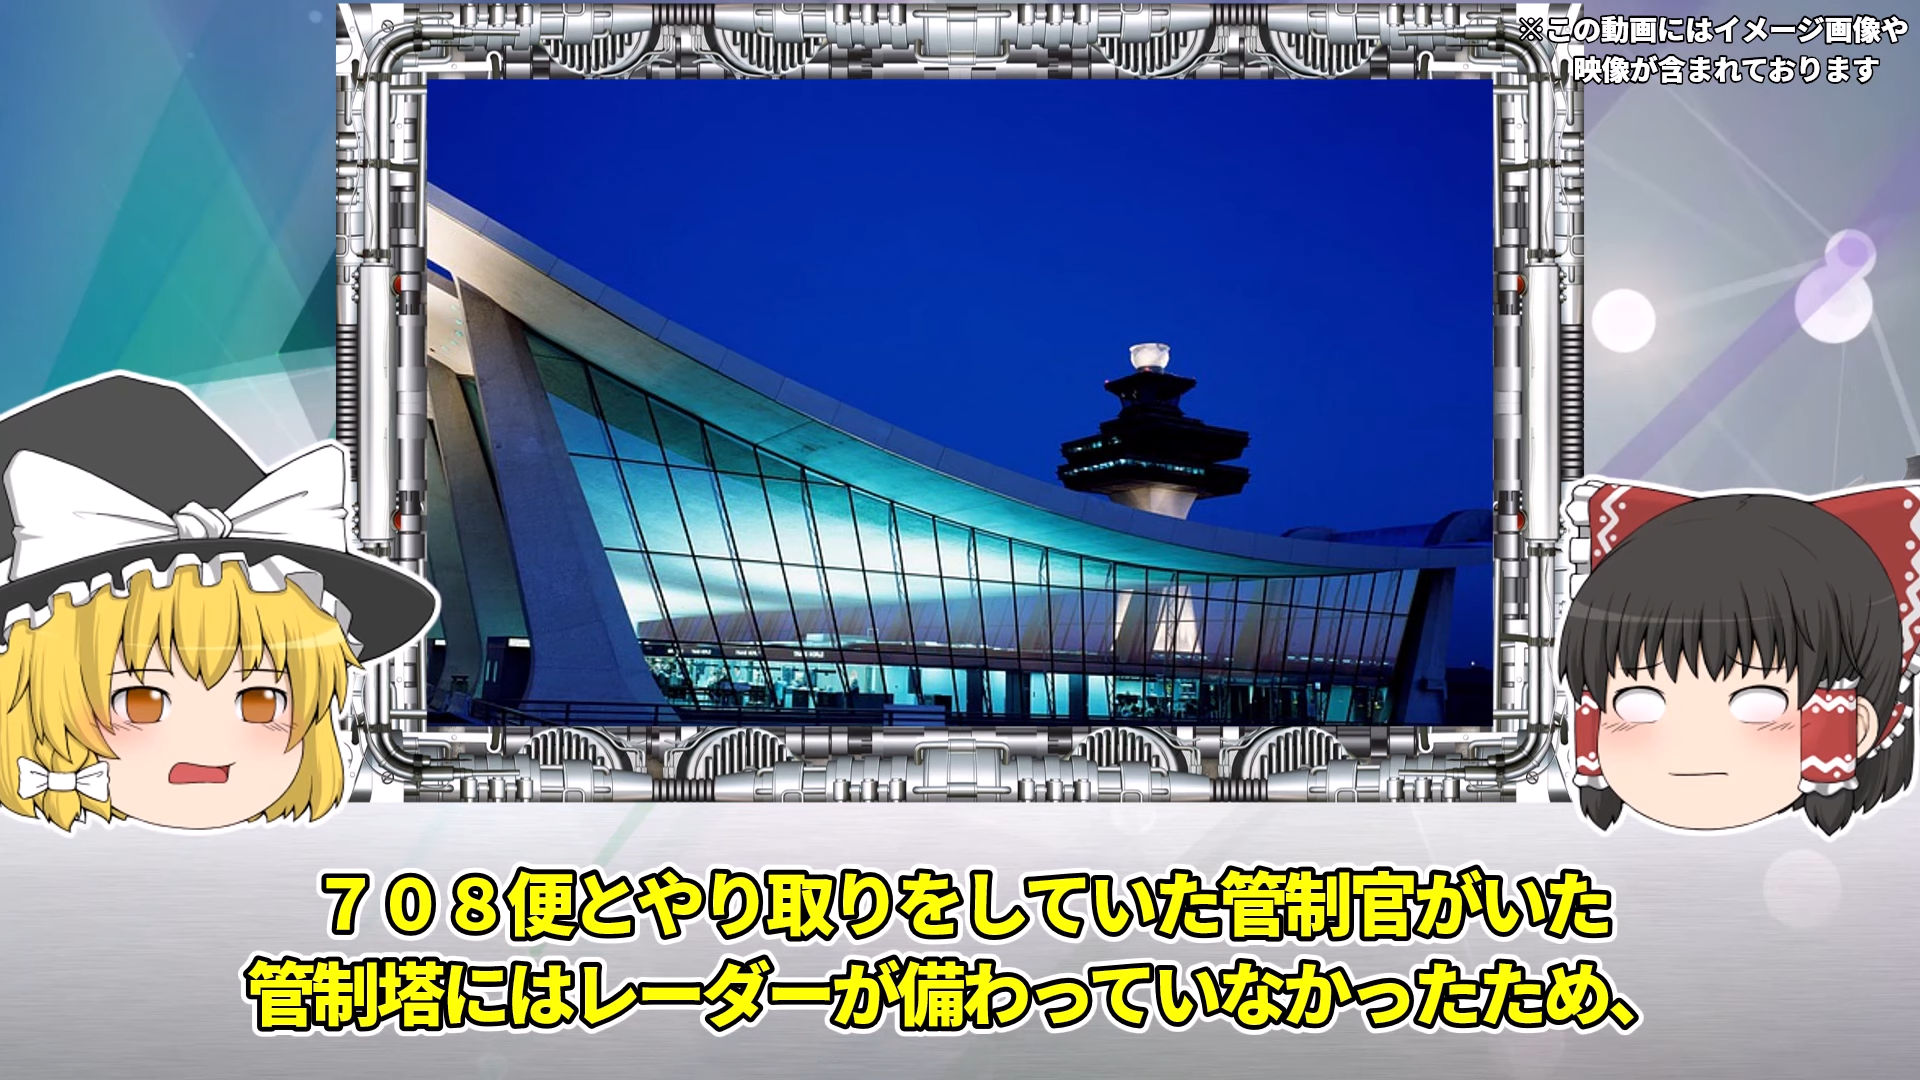 ※この動画にはイメージ画像や
映像が含まれております
７０８便とやり取りをしていた管制官がいた
管制塔にはレーダーが備わっていなかったため、